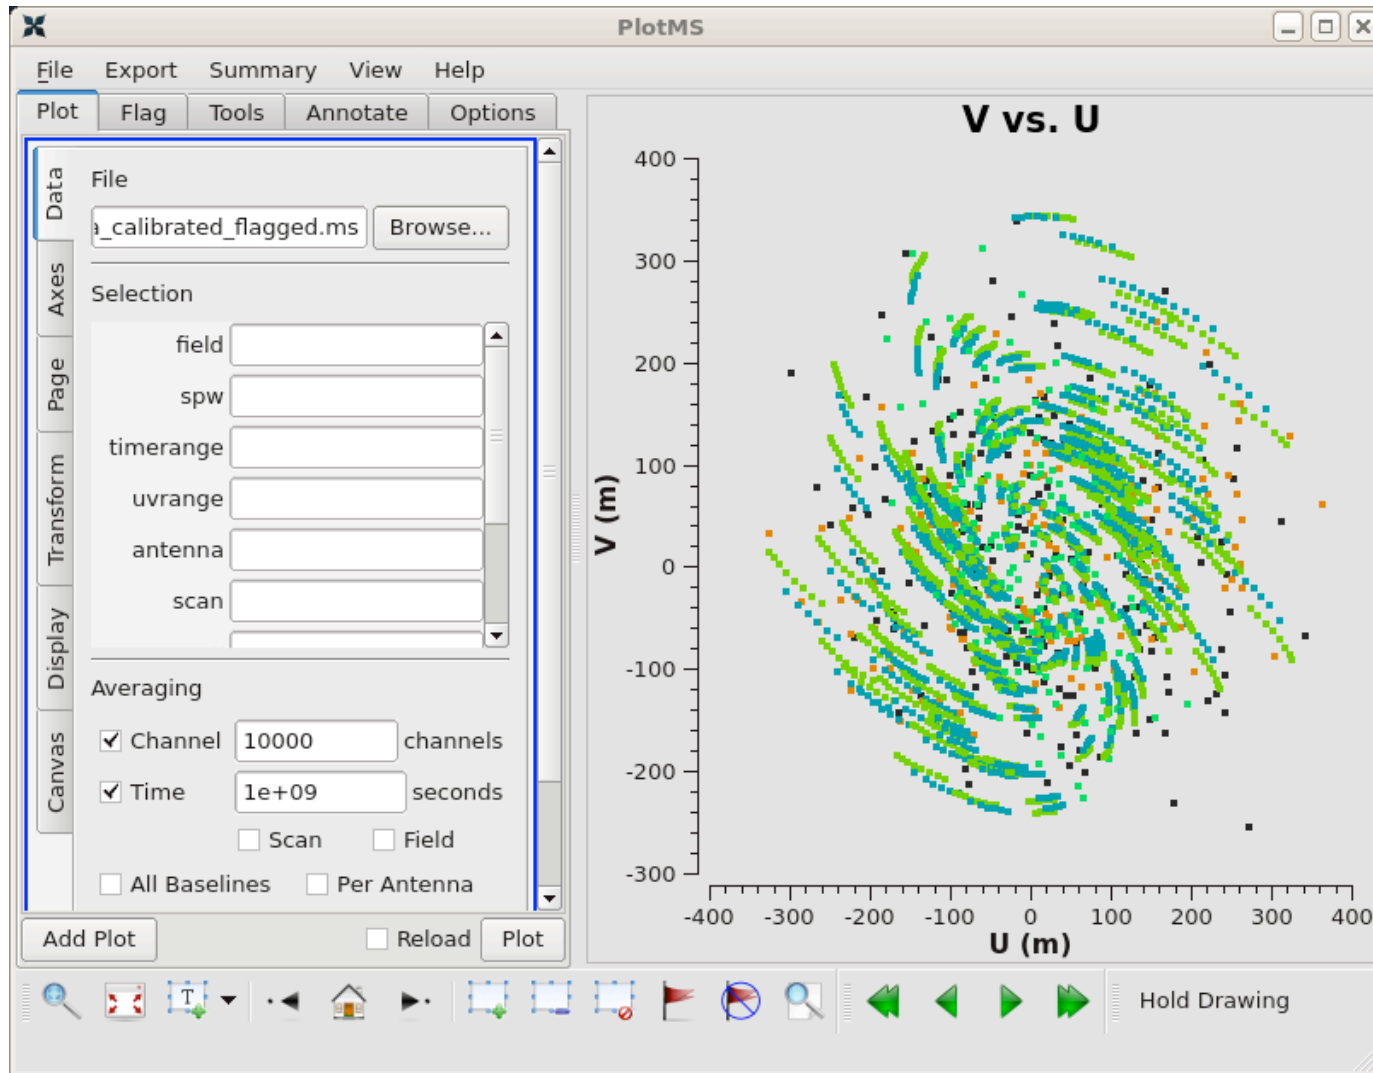 PlotMS
File Export Summary View Help
Plot Flag Tools Annotate Options
Data
Axes
Page
Transform
Display
Canvas
File
a_calibrated_flagged.ms Browse...
Selection
field
spw
timerange
uvrange
antenna
scan
Averaging
Channel 10000 channels
Time 1e+09 seconds
Scan Field
All Baselines Per Antenna
Add Plot Reload Plot
V vs. U
400
300
200
100
0
-100
-200
-300
V (m)
-400 -300 -200 -100 0 100 200 300 400
U (m)
T
Hold Drawing